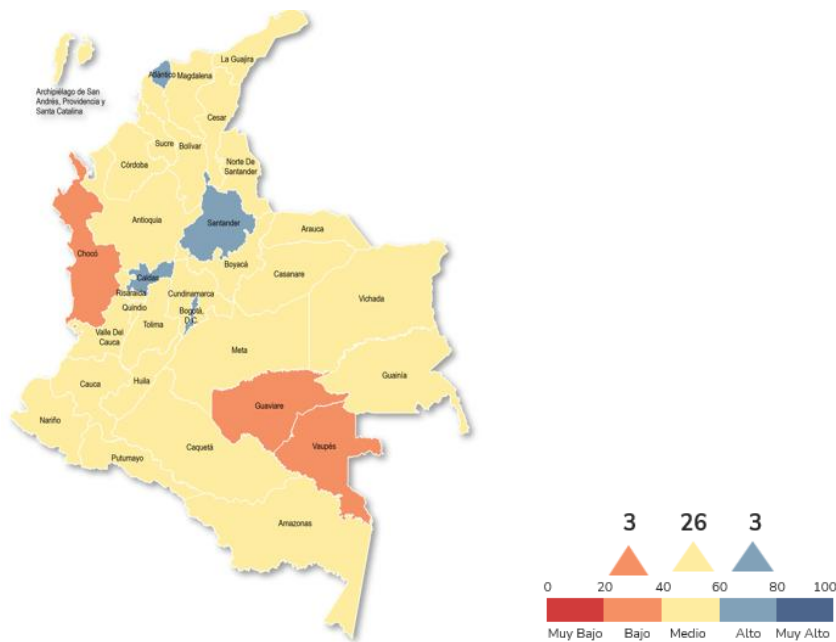 La Guajira
Atlántico
Magdalena
Archipiélago de San
Andrés, Providencia y
Santa Catalina
Cesar
Sucre
Bolívar
Córdoba
Norte De
Santander
Antioquia
Santander
Arauca
Chocó
Boyacá
Casanare
Caldas
Risaralda
Cundinamarca
Vichada
Quindio
Bogotá,
D.C.
Tolima
Valle Del
Cauca
Meta
Guainía
Cauca
Huila
Guaviare
Nariño
Vaupés
Caquetá
Putumayo
Amazonas
3 26 3
0 20 40 60 80 100
Muy Bajo Bajo Medio Alto Muy Alto